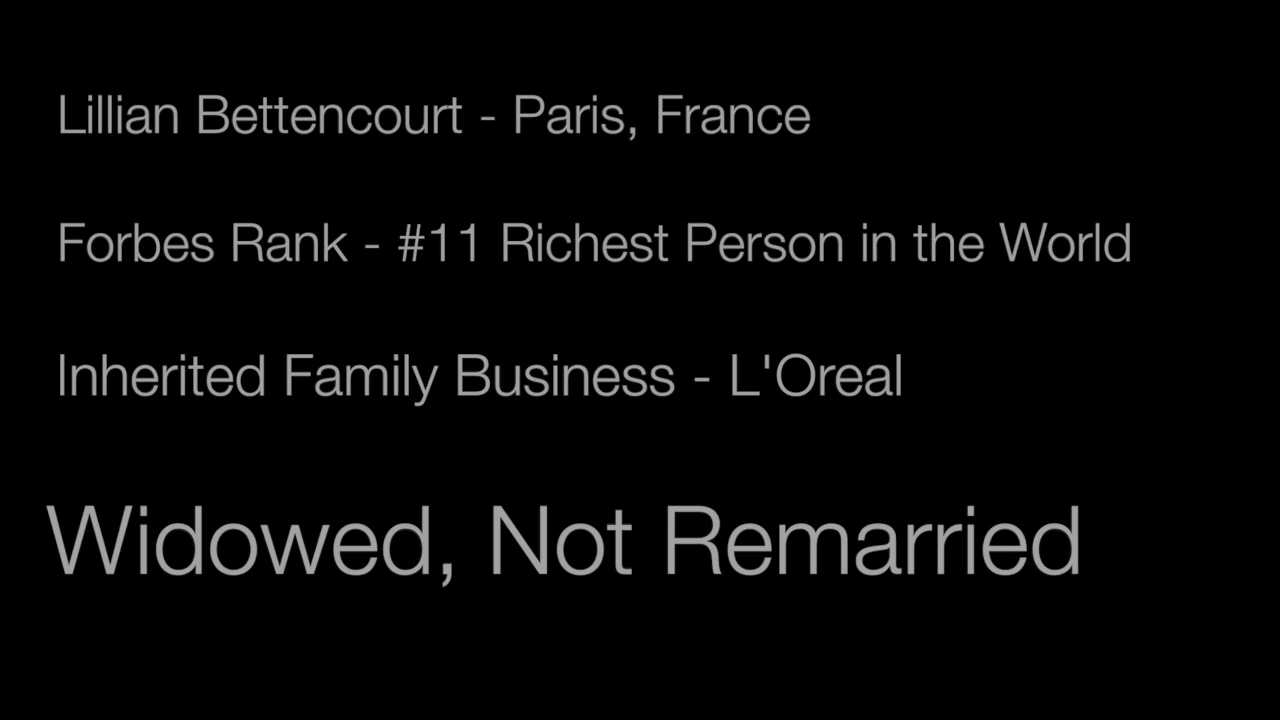 Lillian Bettencourt - Paris, France
Forbes Rank - #11 Richest Person in the World
Inherited Family Business - L'Oreal
Widowed, Not Remarried